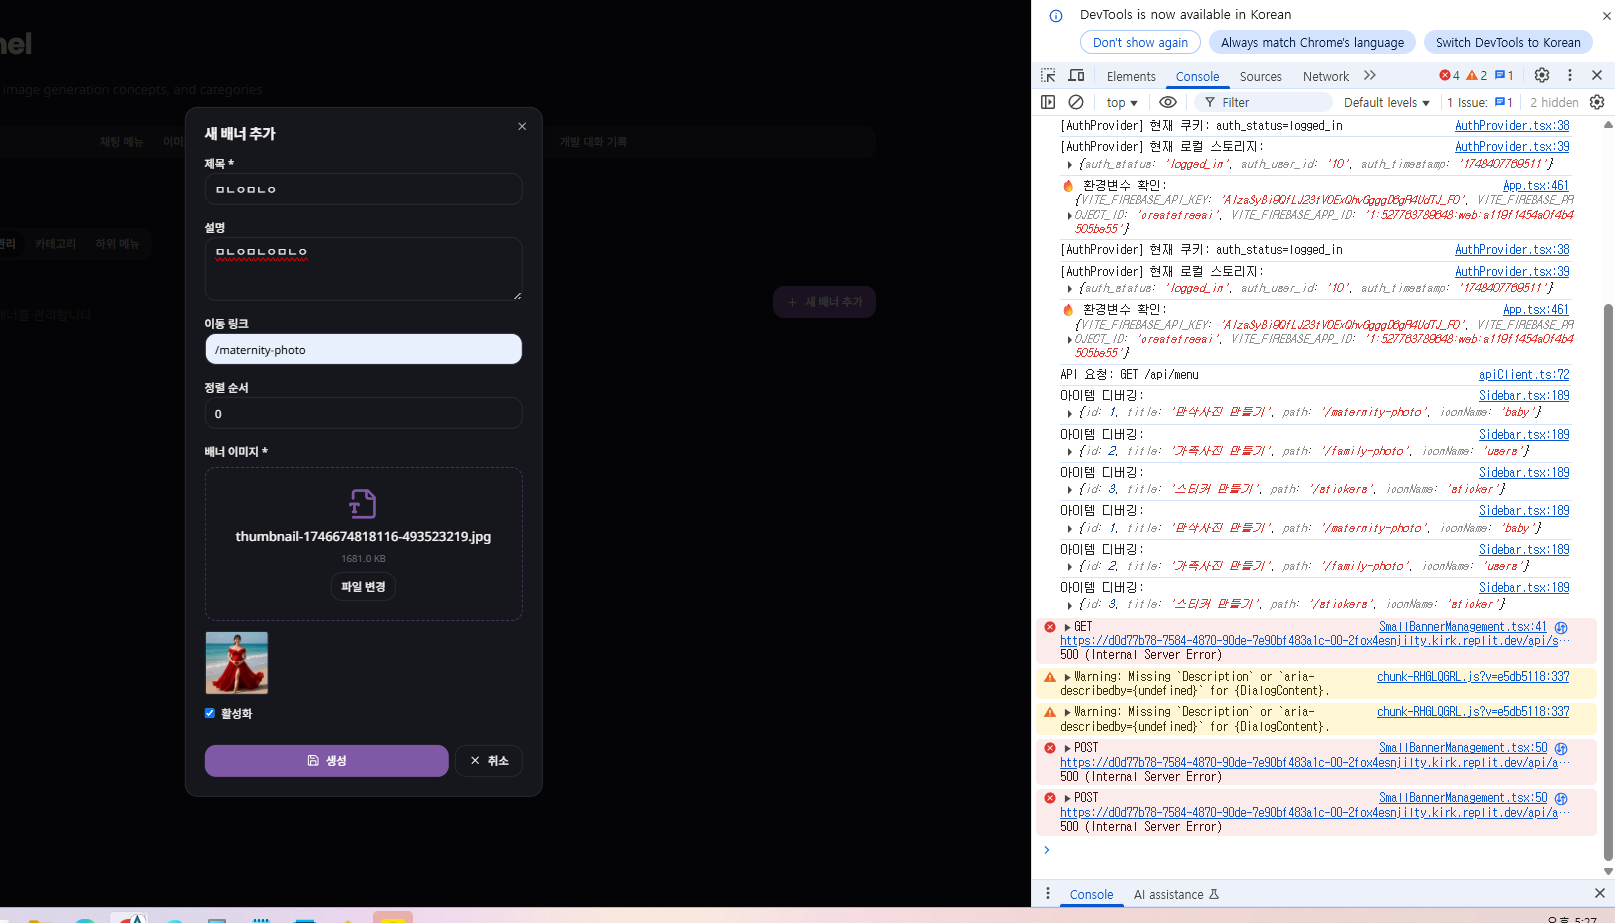 nel
image generation concepts, and categories
채팅 메뉴
개발 대화 기록
카테고리
하위 메뉴
+ 새 배너 추가
배너를 관리합니다
새 배너 추가
제목 *
ㅁㄴㅇㅁㄴㅇ
설명
ㅁㄴㅇㅁㄴㅇㅁㄴㅇ
이동 링크
/maternity-photo
정렬 순서
0
배너 이미지 *
thumbnail-1746674818116-493523219.jpg
1681.0 KB
파일 변경
활성화
생성
취소
DevTools is now available in Korean
Don't show again
Always match Chrome's language
Switch DevTools to Korean
Elements Console Sources Network 4 2 1
top Filter Default levels 1 Issue: 1 2 hidden
[AuthProvider] 현재 쿠키: auth_status=logged_in AuthProvider.tsx:38
[AuthProvider] 현재 로컬 스토리지: AuthProvider.tsx:39
{auth_status: 'logged_in', auth_user_id: '10', auth_timestamp: '1748407769511'}
환경변수 확인: App.tsx:461
{VITE_FIREBASE_API_KEY: VITE_FIREBASE_PR
OJECT_ID: 'createtreeai', VITE_FIREBASE_APP_ID: '1:527763789648:web:a119f1454a0f4b4
505be55'}
[AuthProvider] 현재 쿠키: auth_status=logged_in AuthProvider.tsx:38
[AuthProvider] 현재 로컬 스토리지: AuthProvider.tsx:39
{auth_status: 'logged_in', auth_user_id: '10', auth_timestamp: '1748407769511'}
환경변수 확인: App.tsx:461
{VITE_FIREBASE_API_KEY: VITE_FIREBASE_PR
OJECT_ID: 'createtreeai', VITE_FIREBASE_APP_ID: '1:527763789648:web:a119f1454a0f4b4
505be55'}
API 요청: GET /api/menu apiClient.ts:72
아이템 디버깅: Sidebar.tsx:189
{id: 1, title: '만삭사진 만들기', path: '/maternity-photo', iconName: 'baby'}
아이템 디버깅: Sidebar.tsx:189
{id: 2, title: '가족사진 만들기', path: '/family-photo', iconName: 'users'}
아이템 디버깅: Sidebar.tsx:189
{id: 3, title: '스티커 만들기', path: '/stickers', iconName: 'sticker'}
아이템 디버깅: Sidebar.tsx:189
{id: 1, title: '만삭사진 만들기', path: '/maternity-photo', iconName: 'baby'}
아이템 디버깅: Sidebar.tsx:189
{id: 2, title: '가족사진 만들기', path: '/family-photo', iconName: 'users'}
아이템 디버깅: Sidebar.tsx:189
{id: 3, title: '스티커 만들기', path: '/stickers', iconName: 'sticker'}
GET SmallBannerManagement.tsx:41
https://d0d77b78-7584-4870-90de-7e90bf483a1c-00-2fox4esnjilty.kirk.replit.dev/api/s…
500 (Internal Server Error)
Warning: Missing `Description` or `aria- chunk-RHGLQGRL.js?v=e5db5118:337
describedby={undefined}` for {DialogContent}.
Warning: Missing `Description` or `aria- chunk-RHGLQGRL.js?v=e5db5118:337
describedby={undefined}` for {DialogContent}.
POST SmallBannerManagement.tsx:50
https://d0d77b78-7584-4870-90de-7e90bf483a1c-00-2fox4esnjilty.kirk.replit.dev/api/a…
500 (Internal Server Error)
POST SmallBannerManagement.tsx:50
https://d0d77b78-7584-4870-90de-7e90bf483a1c-00-2fox4esnjilty.kirk.replit.dev/api/a…
500 (Internal Server Error)
Console AI assistance
오후 5:27